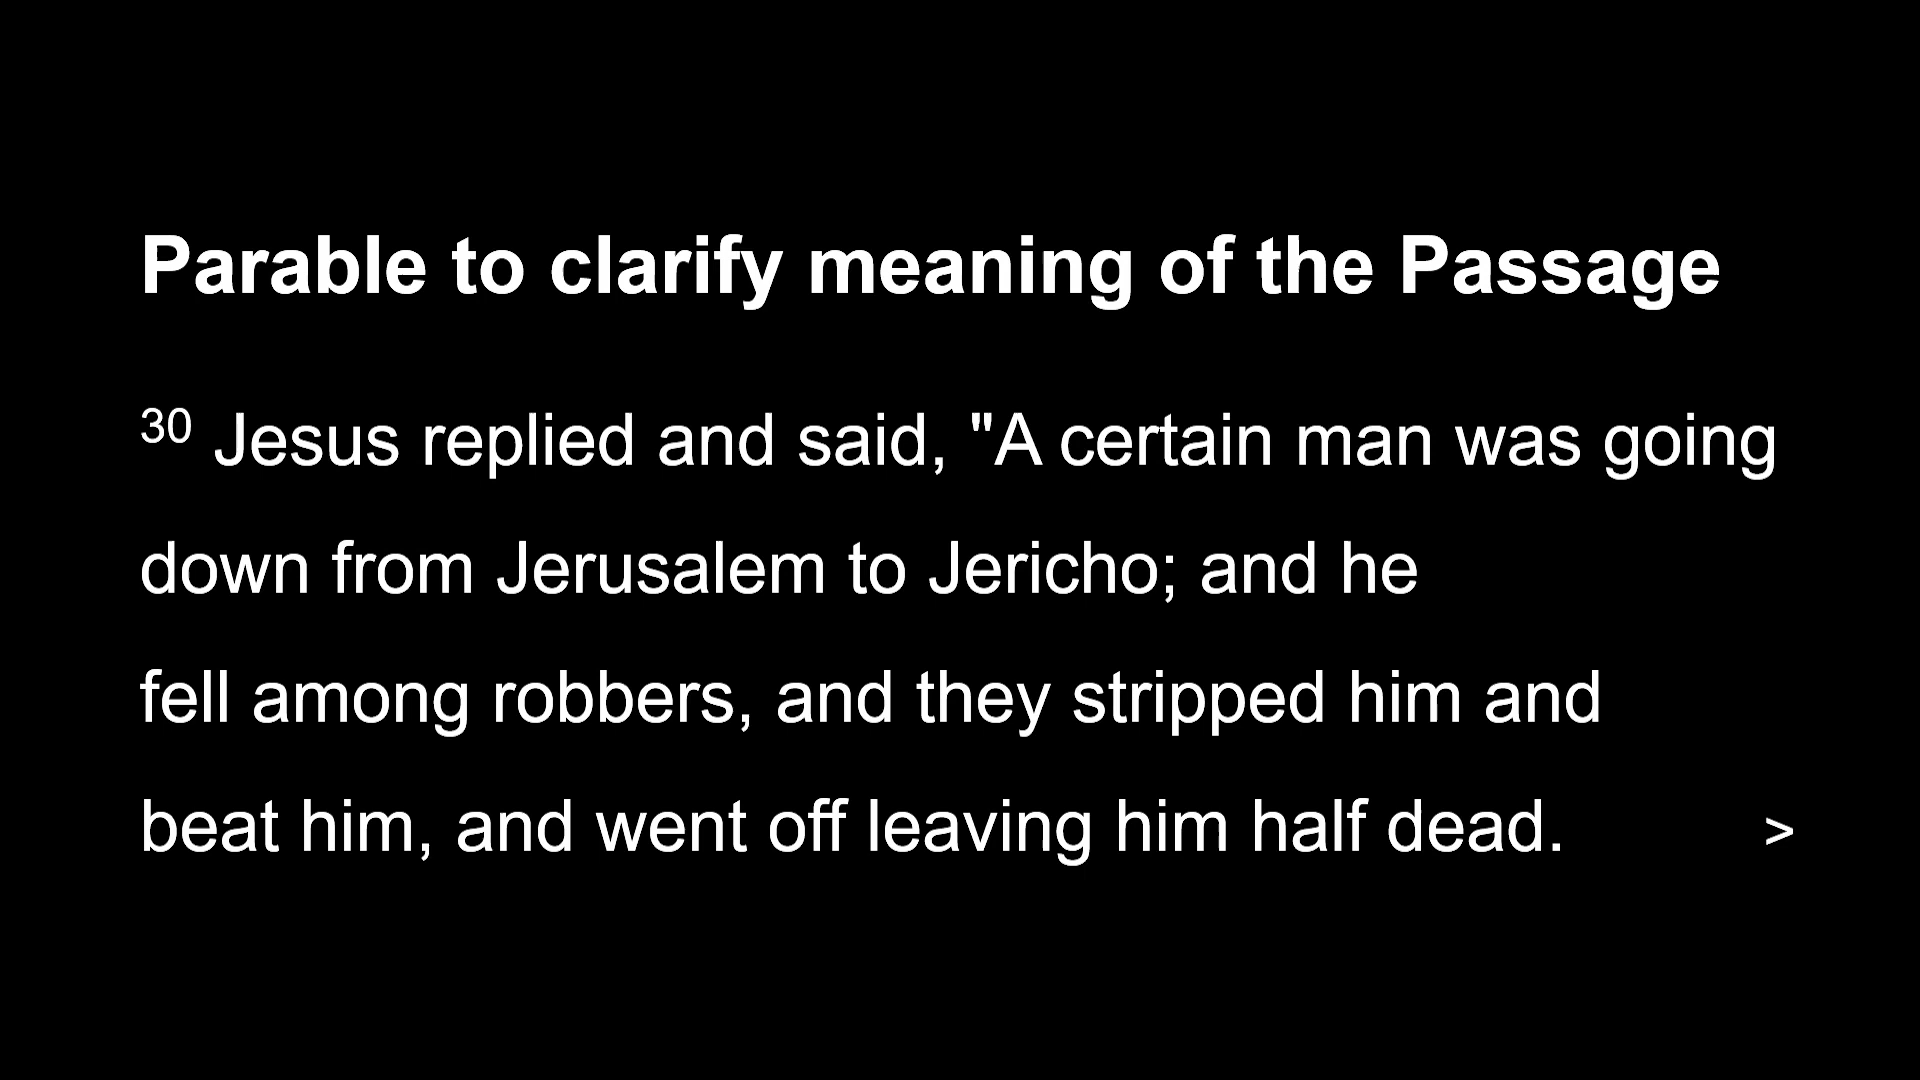 Parable to clarify meaning of the Passage
30 Jesus replied and said, "A certain man was going
down from Jerusalem to Jericho; and he
fell among robbers, and they stripped him and
beat him, and went off leaving him half dead. >